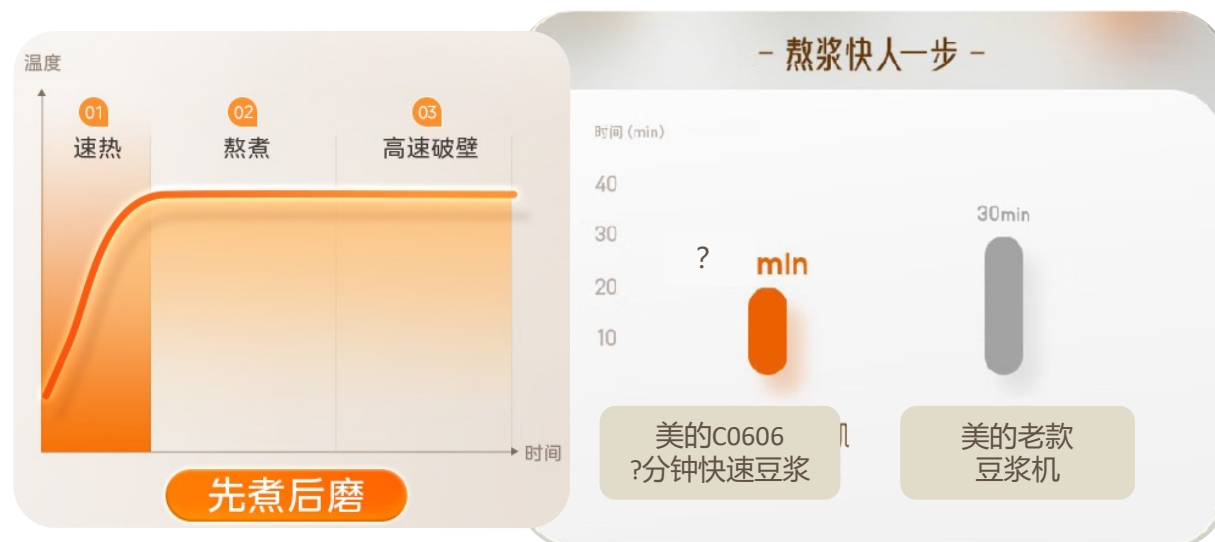 温度
01
02
03
速热
熬煮
高速破壁
时间
先煮后磨
- 熬浆快人一步 -
时间(min)
40
30
20
10
? min
30min
美的C0606
?分钟快速豆浆
机
美的老款
豆浆机